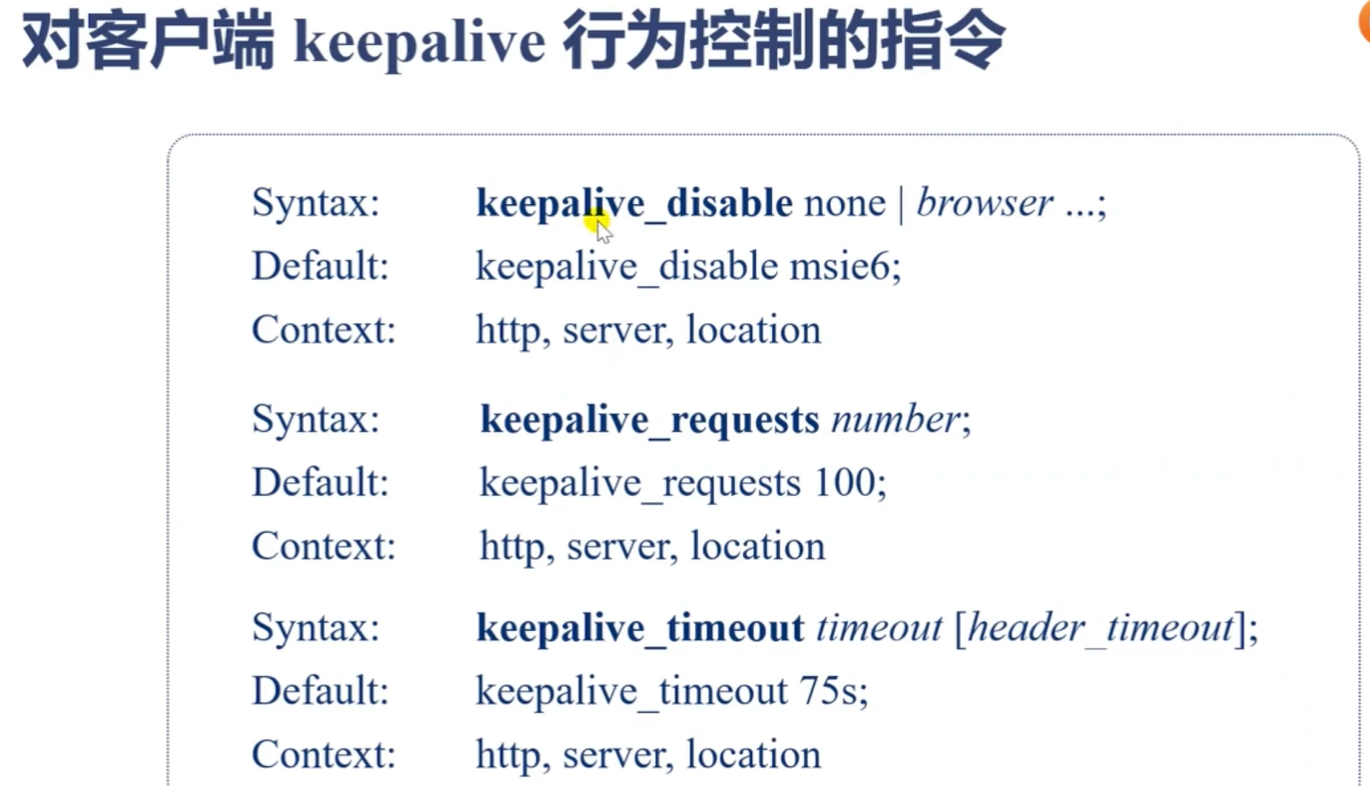 对客户端 keepalive 行为控制的指令
Syntax: keepalive_disable none | browser ...;
Default: keepalive_disable msie6;
Context: http, server, location
Syntax: keepalive_requests number;
Default: keepalive_requests 100;
Context: http, server, location
Syntax: keepalive_timeout timeout [header_timeout];
Default: keepalive_timeout 75s;
Context: http, server, location